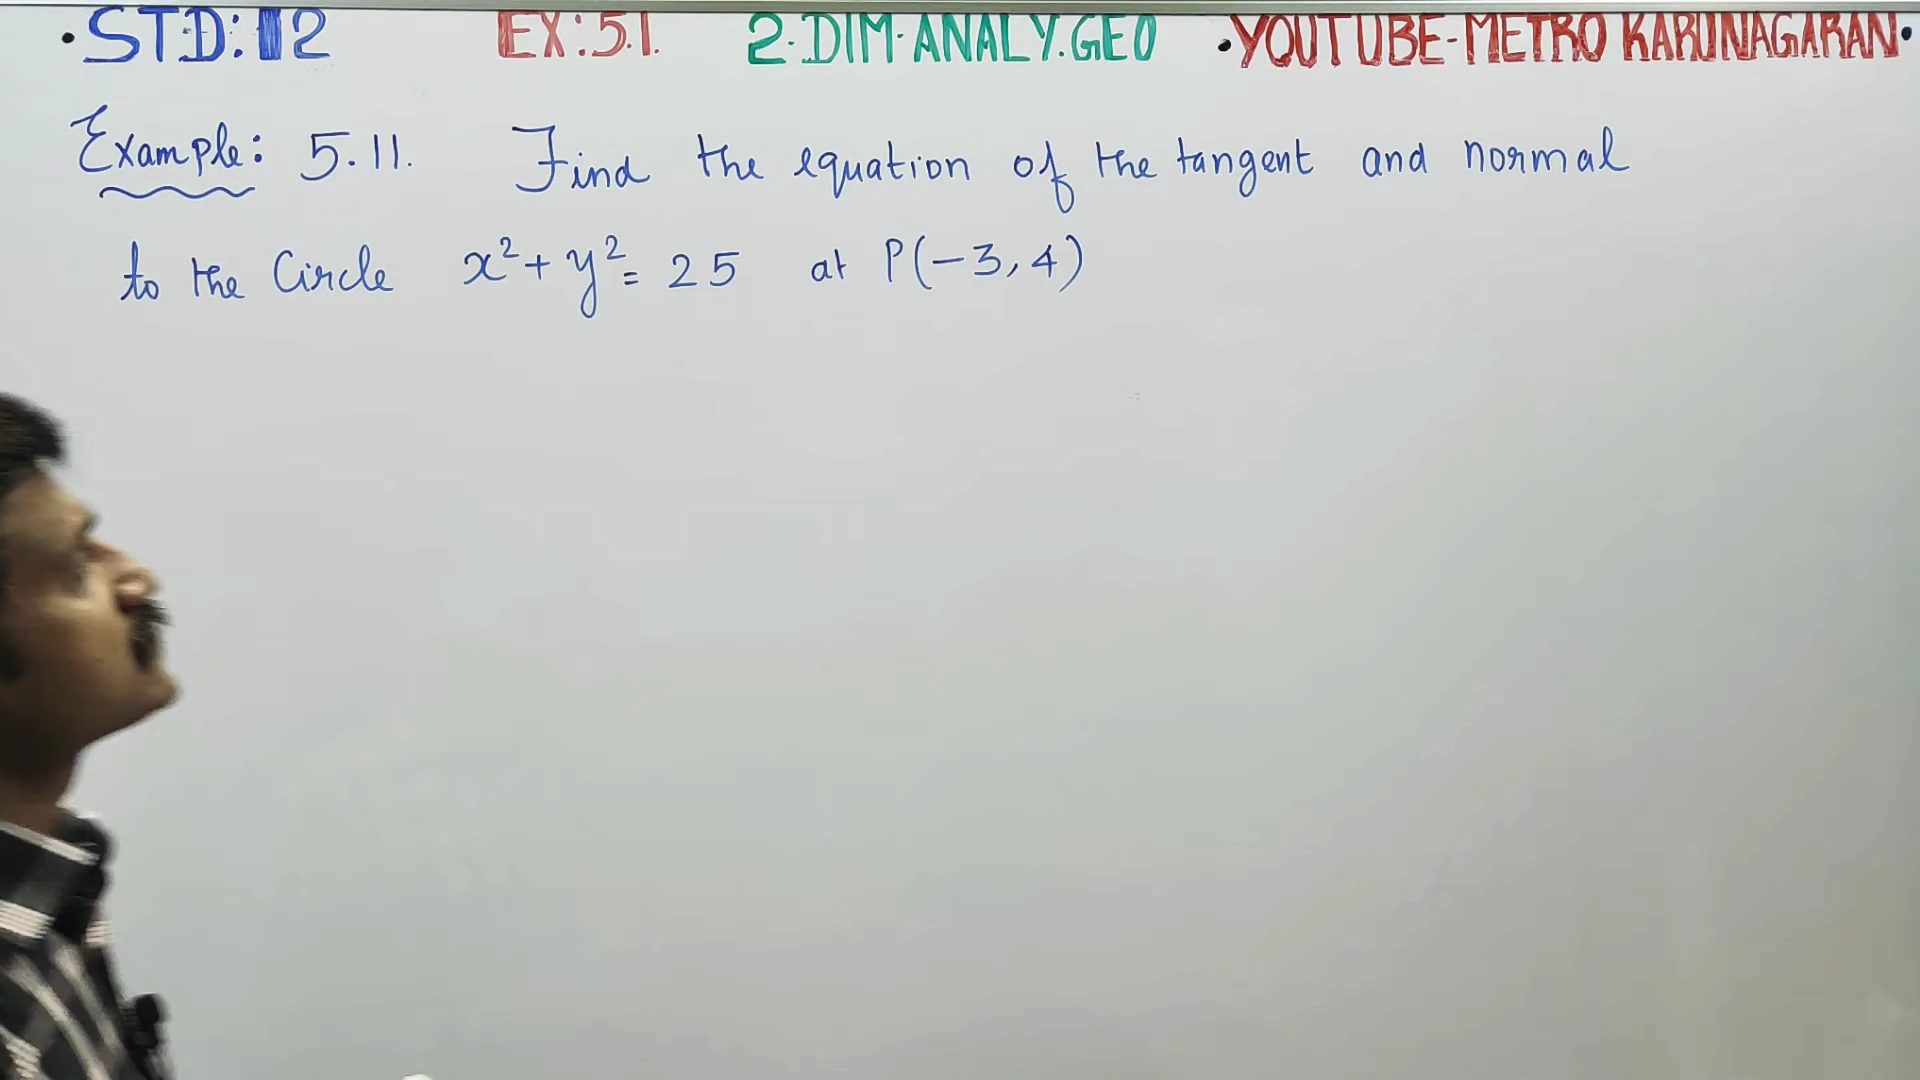 • STD: 12 EX: 5.1. 2-DIM-ANALY. GEO • YOUTUBE-METRO KARUNAGARAN •
Example: 5.11. Find the equation of the tangent and normal
to the Circle x² + y² = 25 at P(-3, 4)